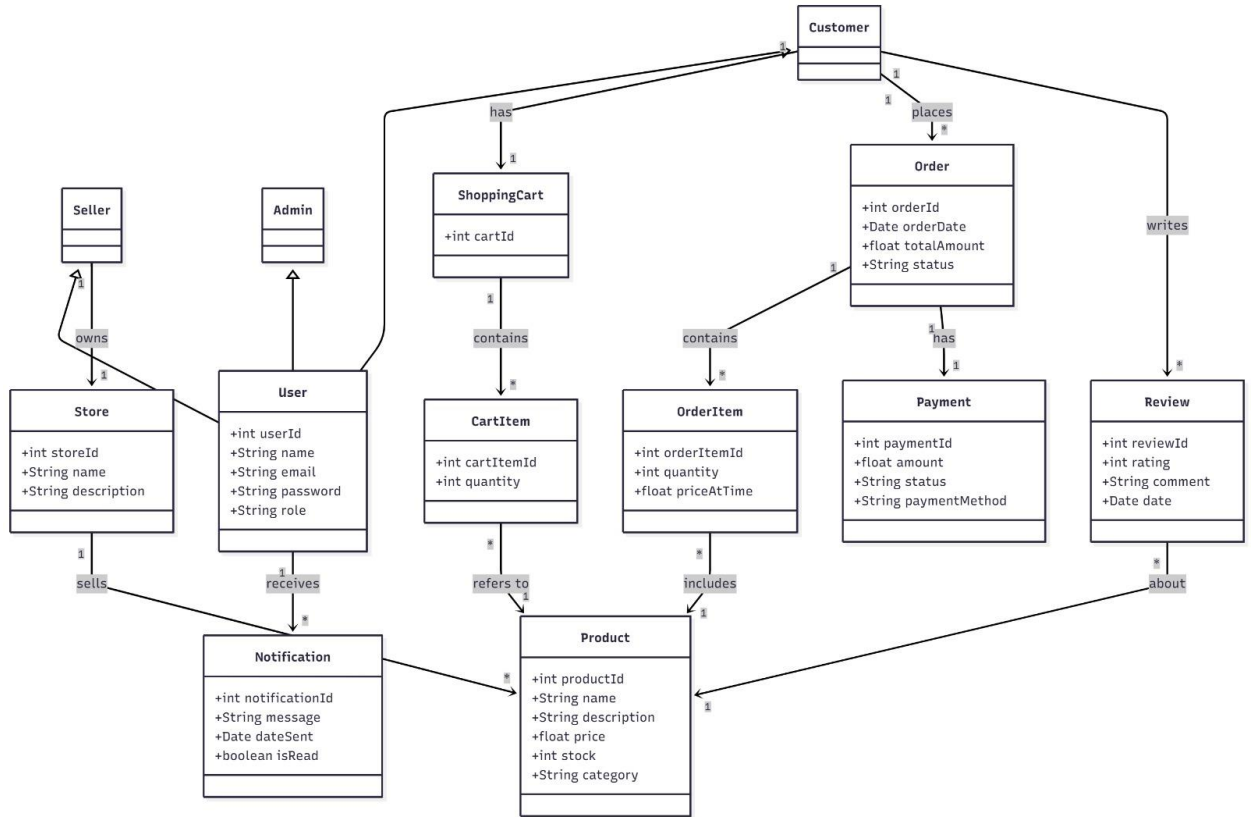 Customer
1
has
1
1
1
places
*
Seller
Admin
ShoppingCart
+int cartId
Order
+int orderId
+Date orderDate
+float totalAmount
+String status
writes
1
owns
1
1
contains
*
1
contains
*
1
has
1
*
Store
+int storeId
+String name
+String description
User
+int userId
+String name
+String email
+String password
+String role
CartItem
+int cartItemId
+int quantity
OrderItem
+int orderItemId
+int quantity
+float priceAtTime
Payment
+int paymentId
+float amount
+String status
+String paymentMethod
Review
+int reviewId
+int rating
+String comment
+Date date
1
sells
1
receives
*
*
refers to
1
*
includes
1
*
about
Notification
+int notificationId
+String message
+Date dateSent
+boolean isRead
*
Product
+int productId
+String name
+String description
+float price
+int stock
+String category
1